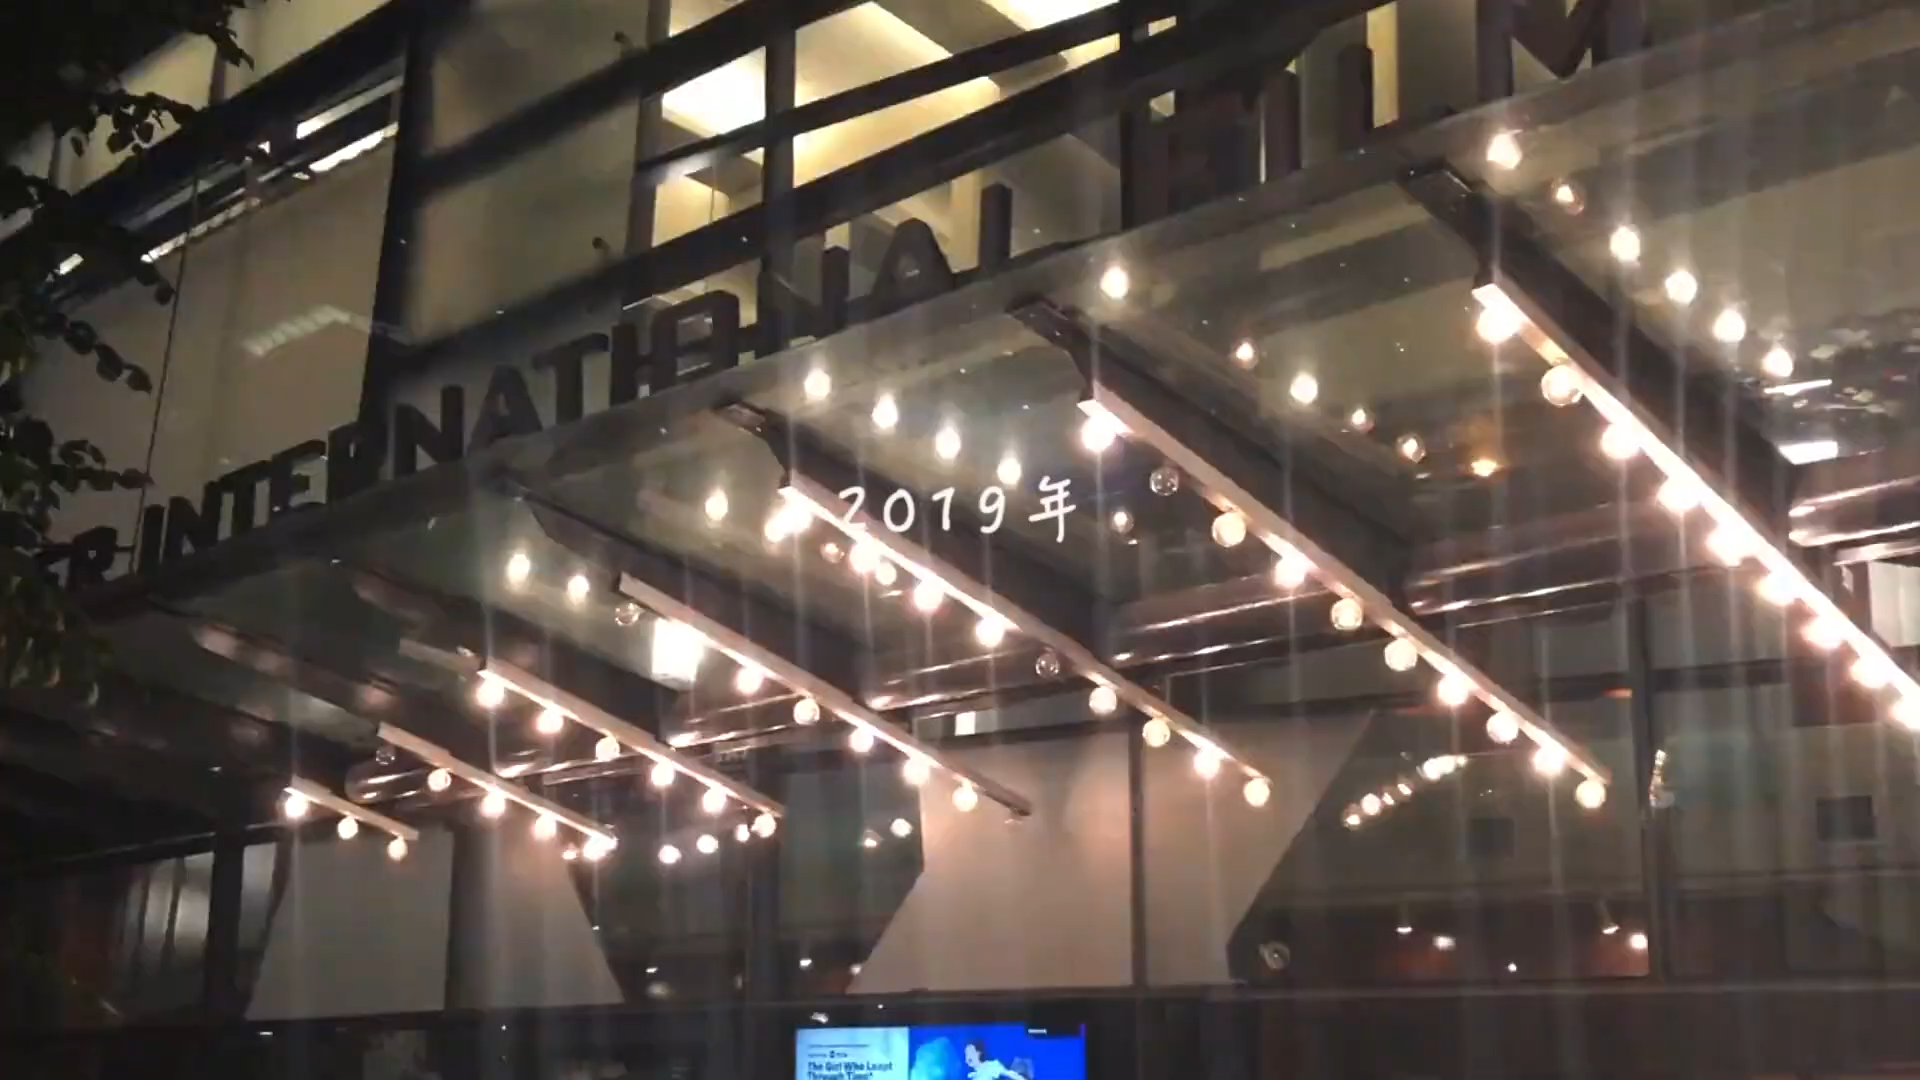 R INTERNATIONAL FILM
2019年
The Girl Who Leapt
Through Time*